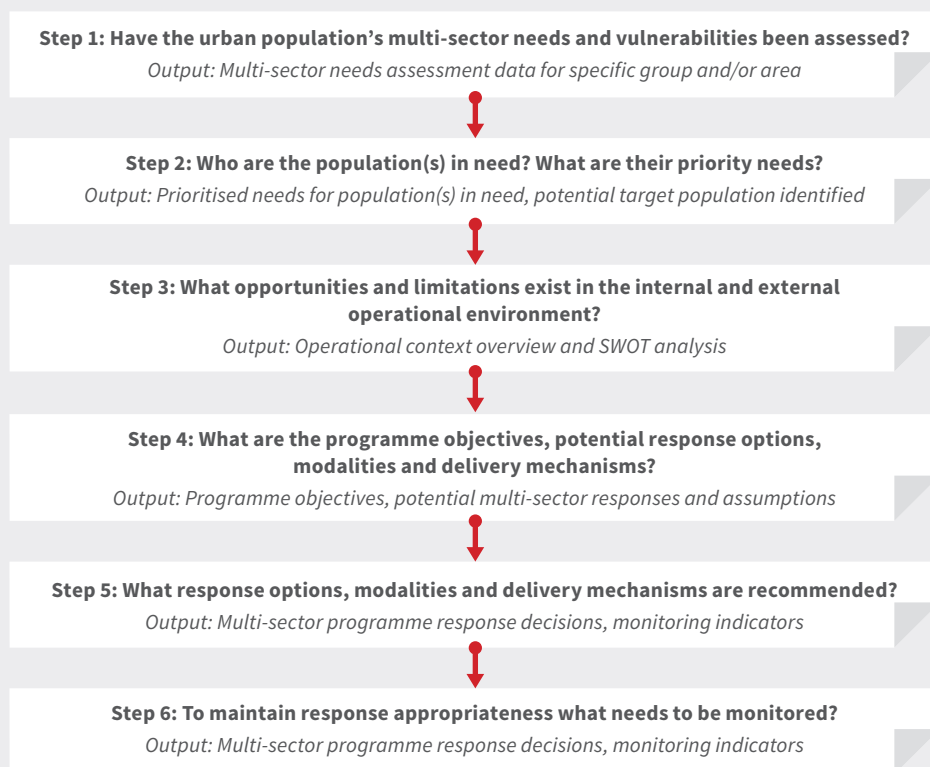 Step 1: Have the urban population’s multi-sector needs and vulnerabilities been assessed?
Output: Multi-sector needs assessment data for specific group and/or area
Step 2: Who are the population(s) in need? What are their priority needs?
Output: Prioritised needs for population(s) in need, potential target population identified
Step 3: What opportunities and limitations exist in the internal and external
operational environment?
Output: Operational context overview and SWOT analysis
Step 4: What are the programme objectives, potential response options,
modalities and delivery mechanisms?
Output: Programme objectives, potential multi-sector responses and assumptions
Step 5: What response options, modalities and delivery mechanisms are recommended?
Output: Multi-sector programme response decisions, monitoring indicators
Step 6: To maintain response appropriateness what needs to be monitored?
Output: Multi-sector programme response decisions, monitoring indicators